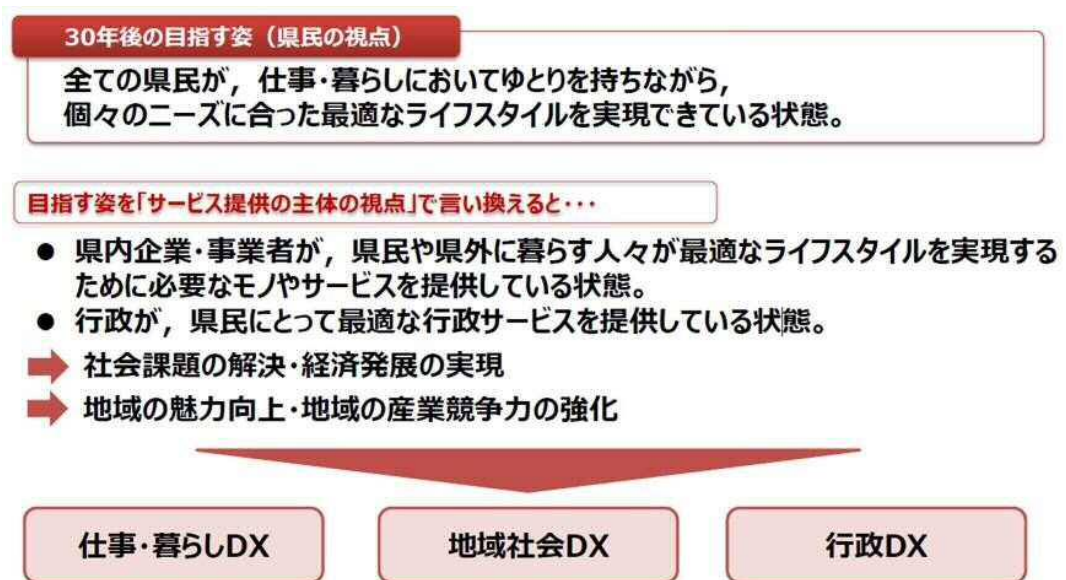 30年後の目指す姿（県民の視点）
全ての県民が，仕事・暮らしにおいてゆとりを持ちながら，
個々のニーズに合った最適なライフスタイルを実現できている状態。
目指す姿を｢サービス提供の主体の視点｣で言い換えると・・・
● 県内企業・事業者が，県民や県外に暮らす人々が最適なライフスタイルを実現する
ために必要なモノやサービスを提供している状態。
● 行政が，県民にとって最適な行政サービスを提供している状態。
社会課題の解決・経済発展の実現
地域の魅力向上・地域の産業競争力の強化
仕事・暮らしDX
地域社会DX
行政DX